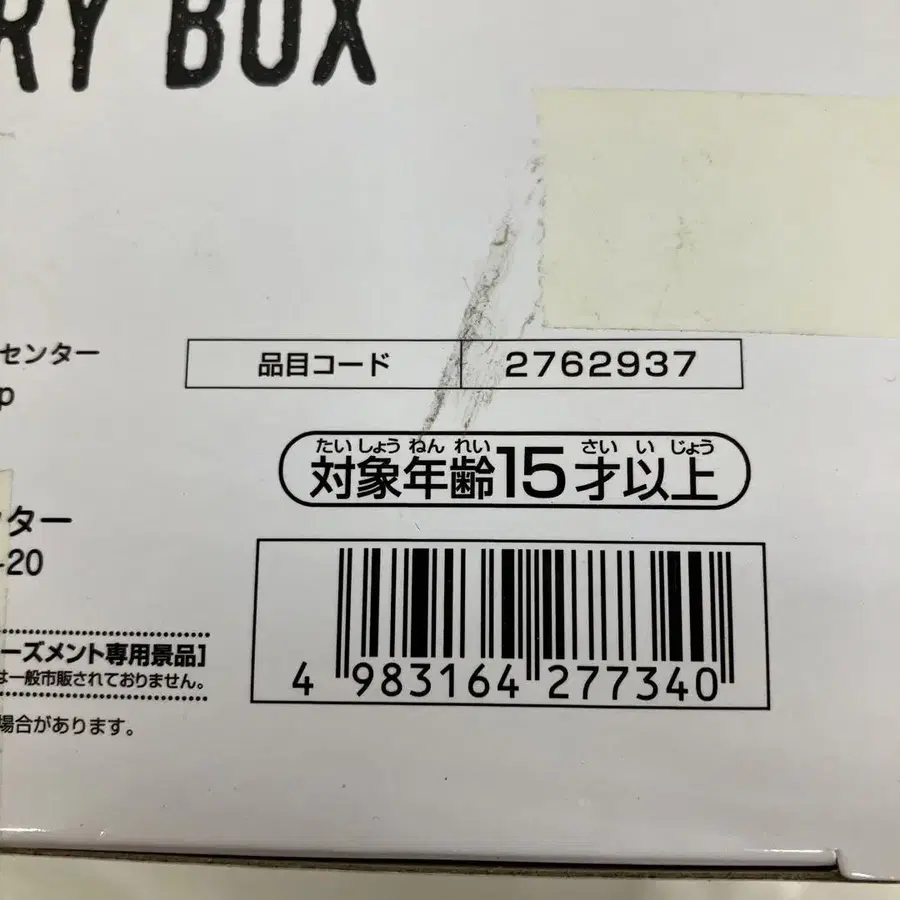 RY BOX
センター
p
品目コード 2762937
たいしょうねんれい さい い じょう
対象年齢15才以上
ター
-20
ーズメント専用景品]
は一般市販されておりません。
場合があります。
4 983164 277340